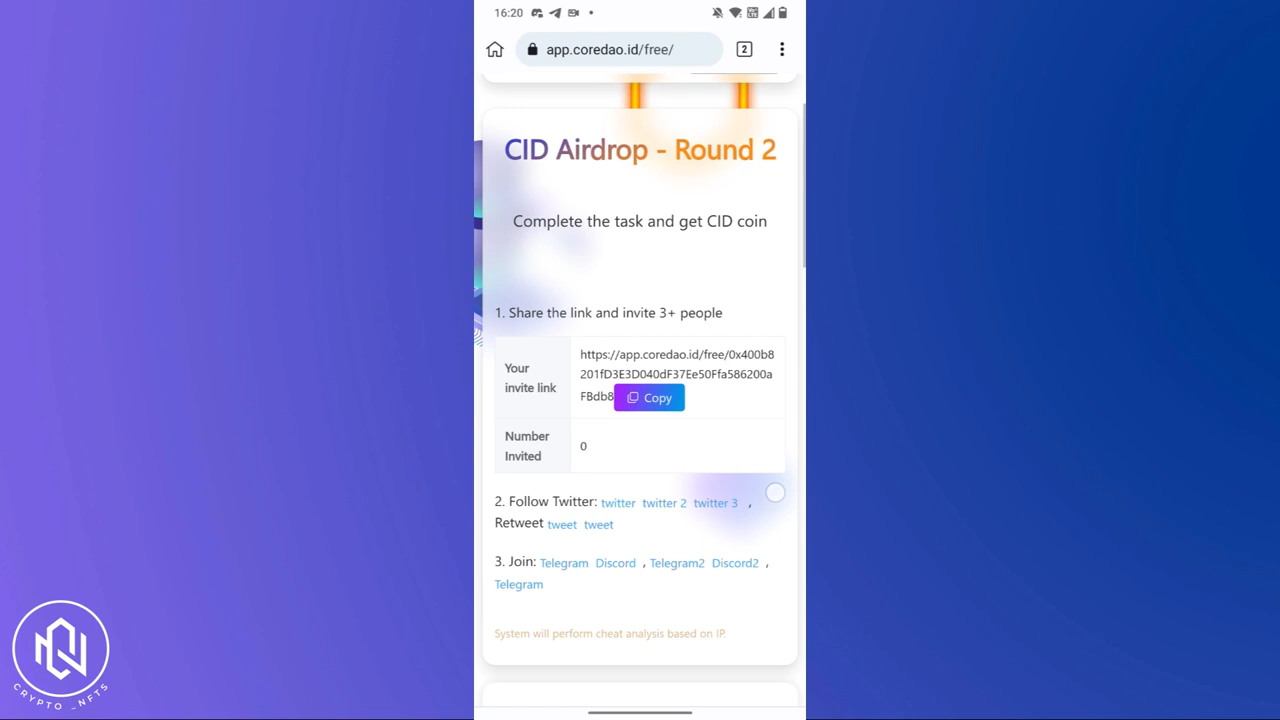 16:20
app.coredao.id/free/
2
CID Airdrop - Round 2
Complete the task and get CID coin
1. Share the link and invite 3+ people
Your
invite link
https://app.coredao.id/free/0x400b8
201fD3E3D040dF37Ee50Ffa586200a
FBdb8
Copy
Number
Invited
0
2. Follow Twitter: twitter twitter 2 twitter 3 ,
Retweet tweet tweet
3. Join: Telegram Discord , Telegram2 Discord2 ,
Telegram
System will perform cheat analysis based on IP.
CRYPTO _NFTS